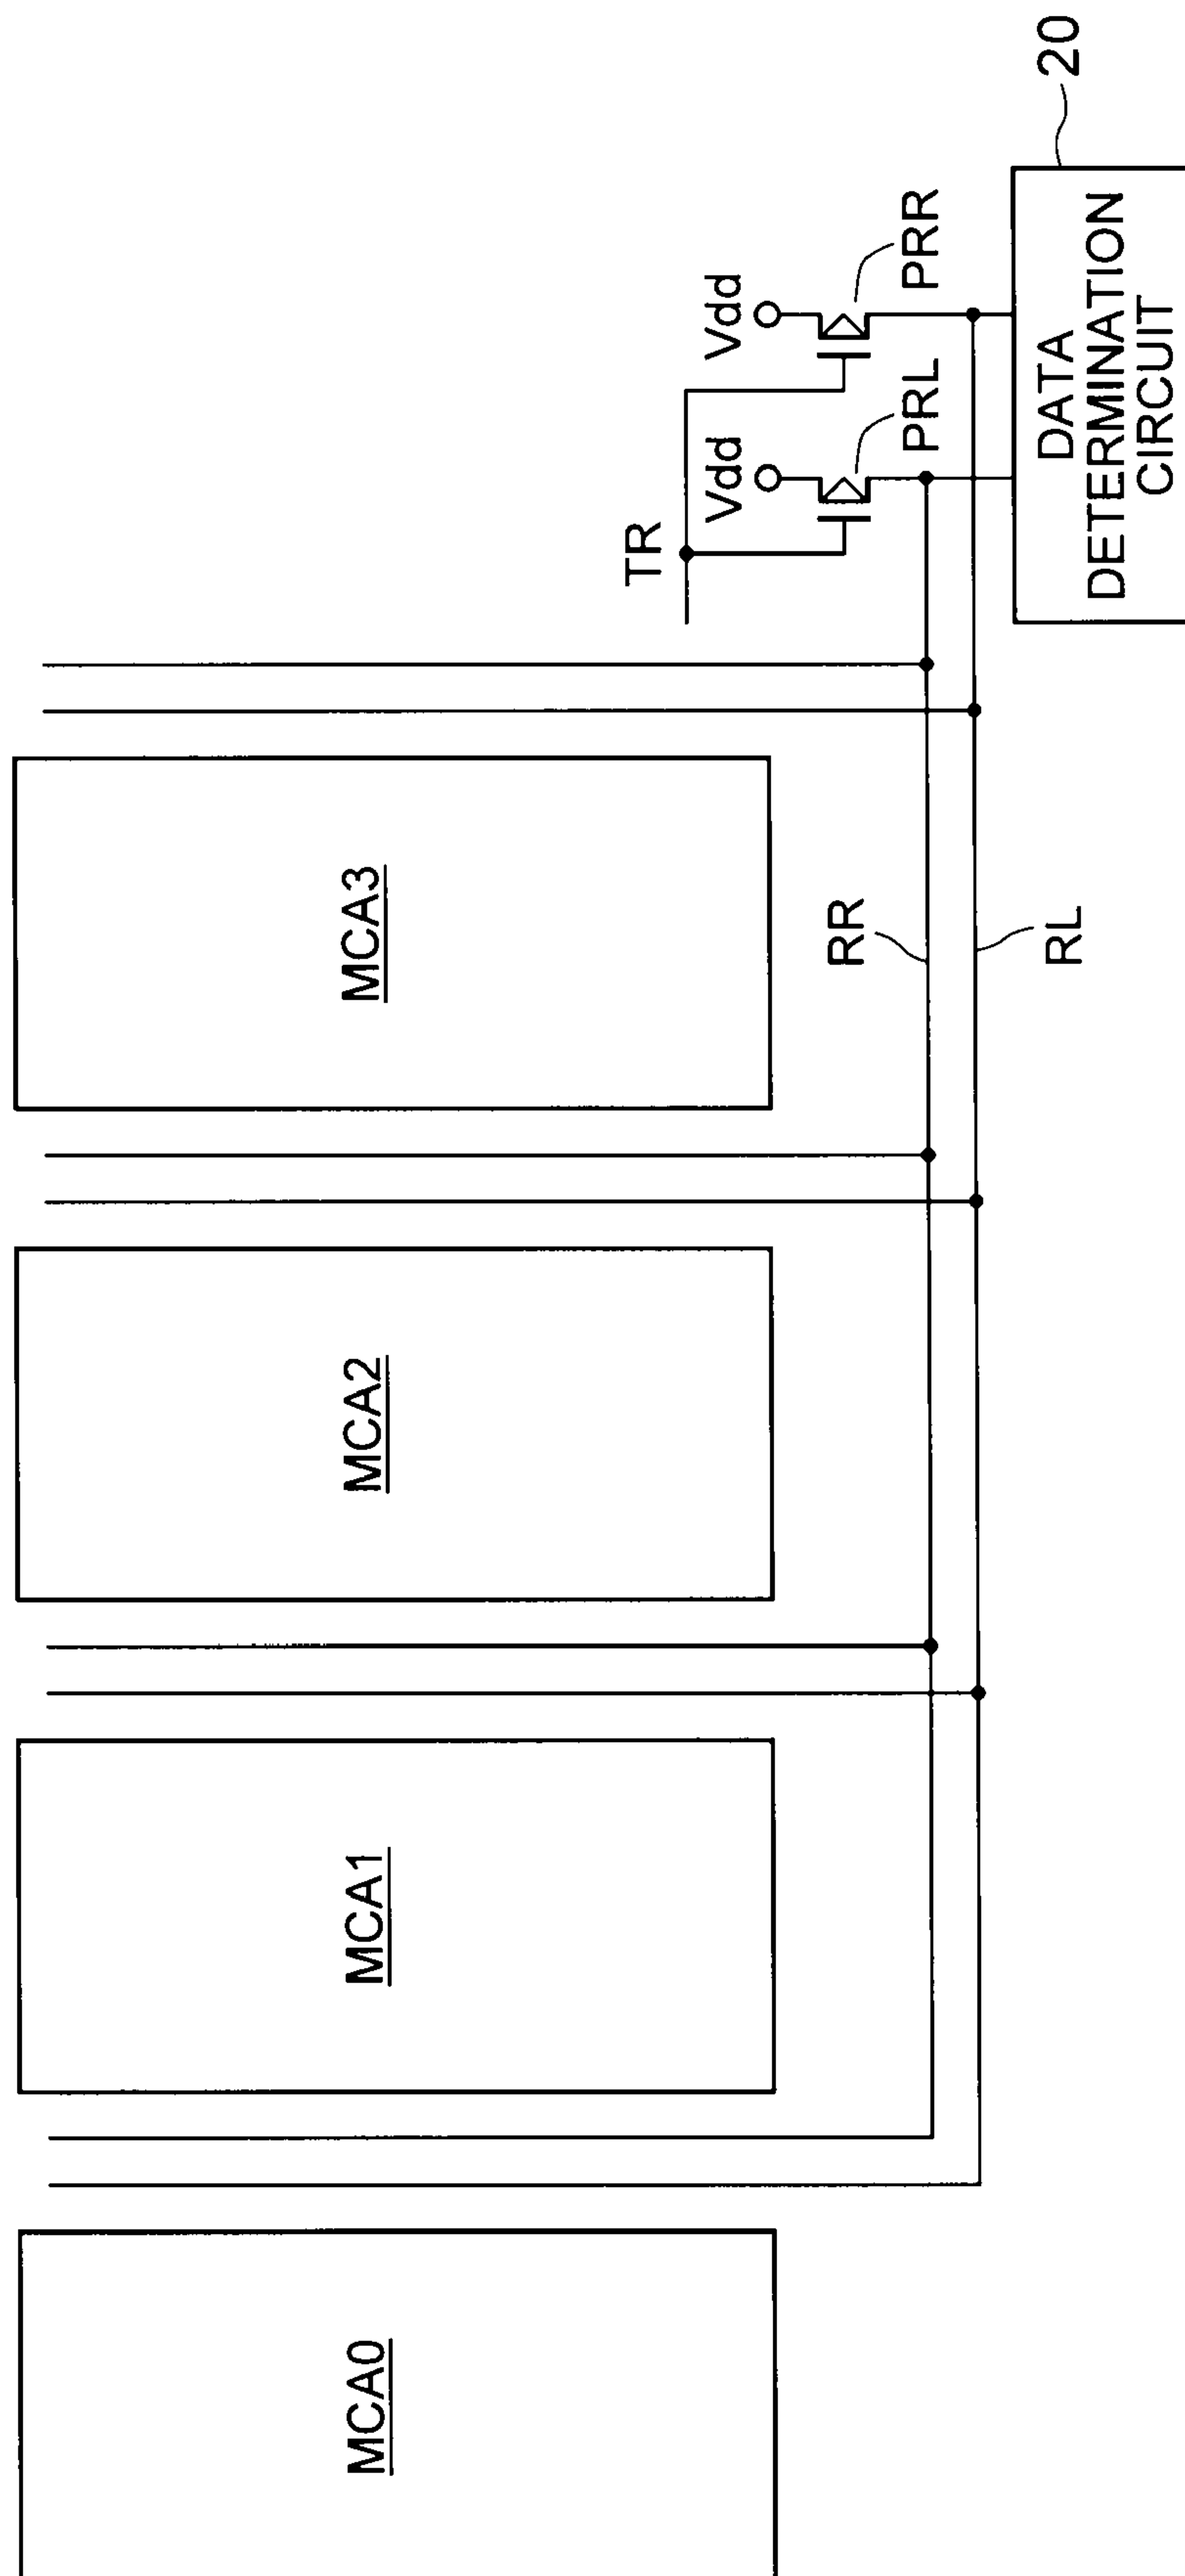 MCA0
MCA1
MCA2
MCA3
TR
Vdd
Vdd
PRL
PRR
RR
RL
20
DATA
DETERMINATION
CIRCUIT